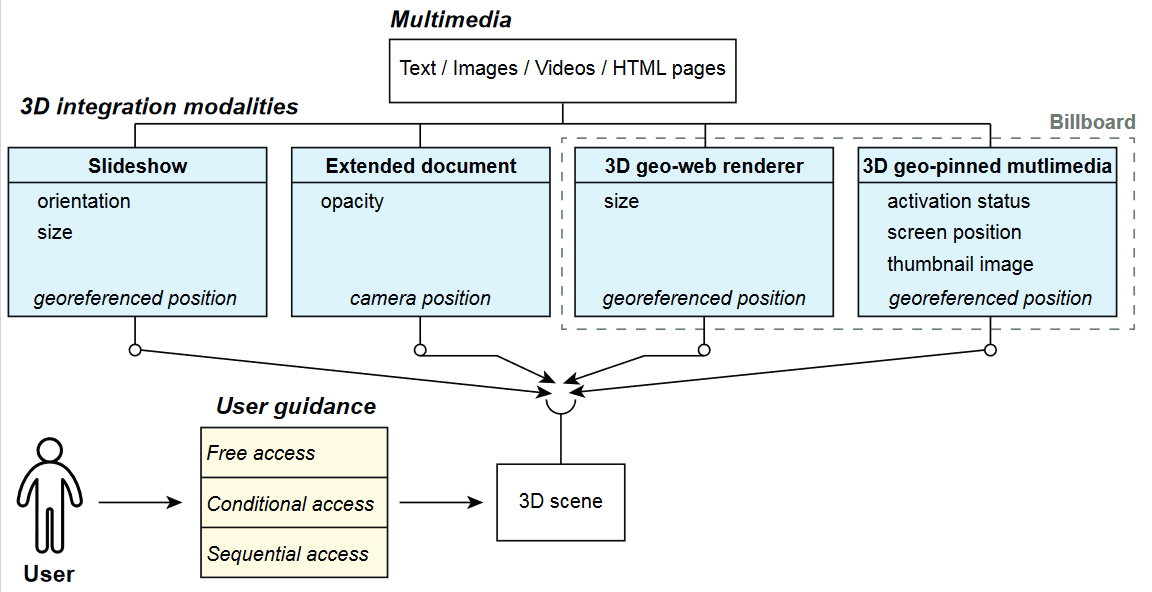 Multimedia
Text / Images / Videos / HTML pages
3D integration modalities
Billboard
Slideshow
orientation
size
georeferenced position
Extended document
opacity
camera position
3D geo-web renderer
size
georeferenced position
3D geo-pinned mutlimedia
activation status
screen position
thumbnail image
georeferenced position
User guidance
Free access
Conditional access
Sequential access
3D scene
User